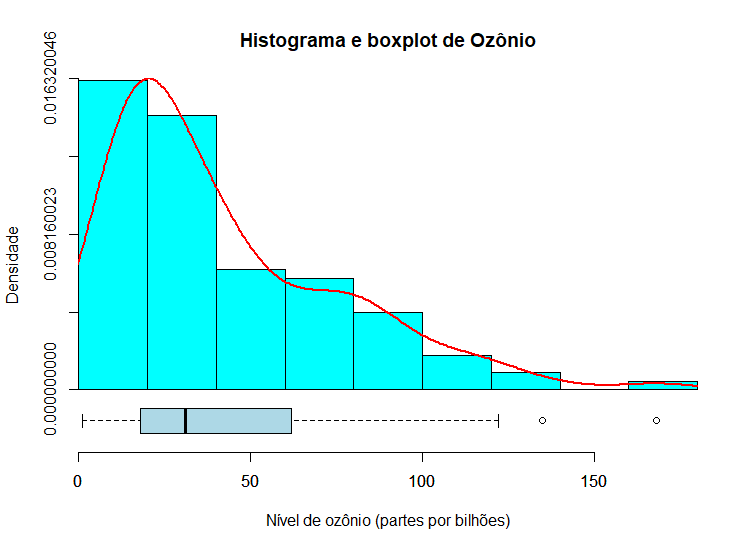 Histograma e boxplot de Ozônio
Densidade
0.016320046
0.008160023
0.000000000
0 50 100 150
Nível de ozônio (partes por bilhões)